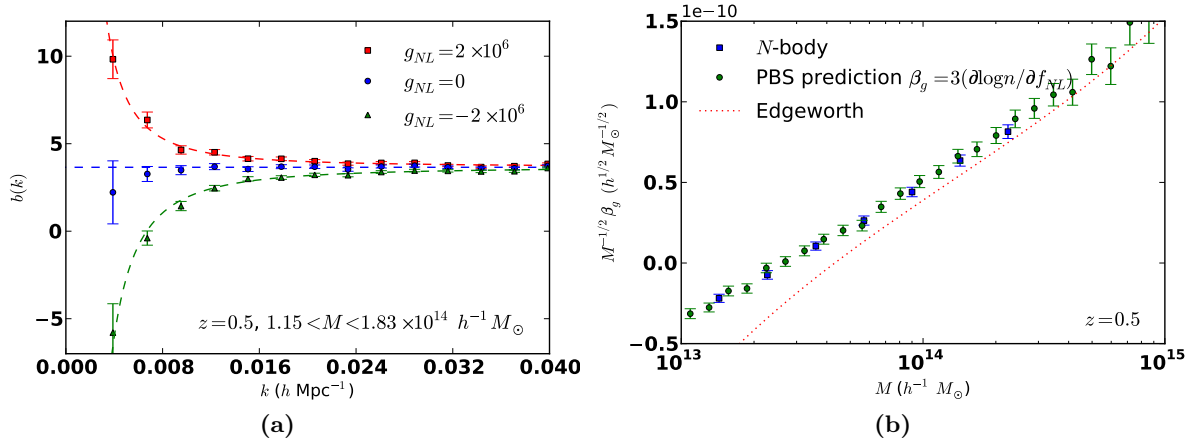 10
5
0
−5
b(k)
g_NL = 2 ×10^6
g_NL = 0
g_NL = −2 ×10^6
z = 0.5, 1.15 < M < 1.83 ×10^14 h^−1 M_⊙
0.000 0.008 0.016 0.024 0.032 0.040
k (h Mpc^−1)
(a)
1e−10
1.5
1.0
0.5
0.0
−0.5
M^−1/2 β_g (h^1/2 M_⊙^−1/2)
N-body
PBS prediction β_g = 3(∂logn/∂f_NL)
Edgeworth
z = 0.5
10^13 10^14 10^15
M (h^−1 M_⊙)
(b)